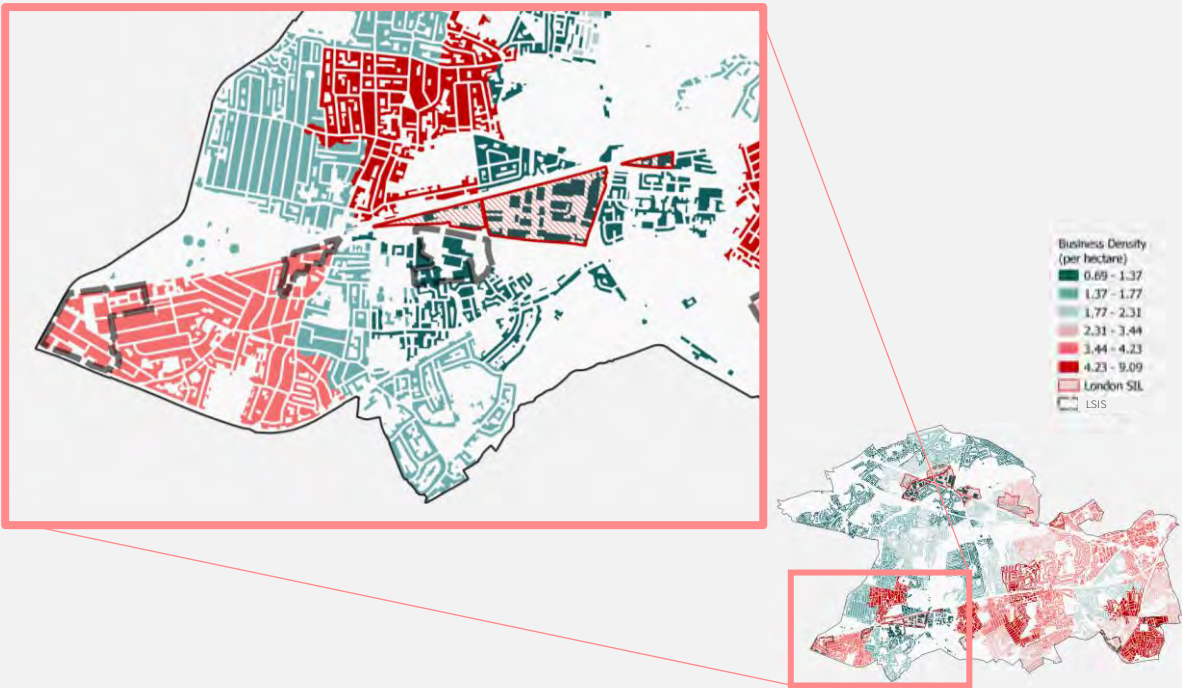 Business Density
(per hectare)
0.69 - 1.37
1.37 - 1.77
1.77 - 2.31
2.31 - 3.44
3.44 - 4.23
4.23 - 9.09
London SIL
LSIS